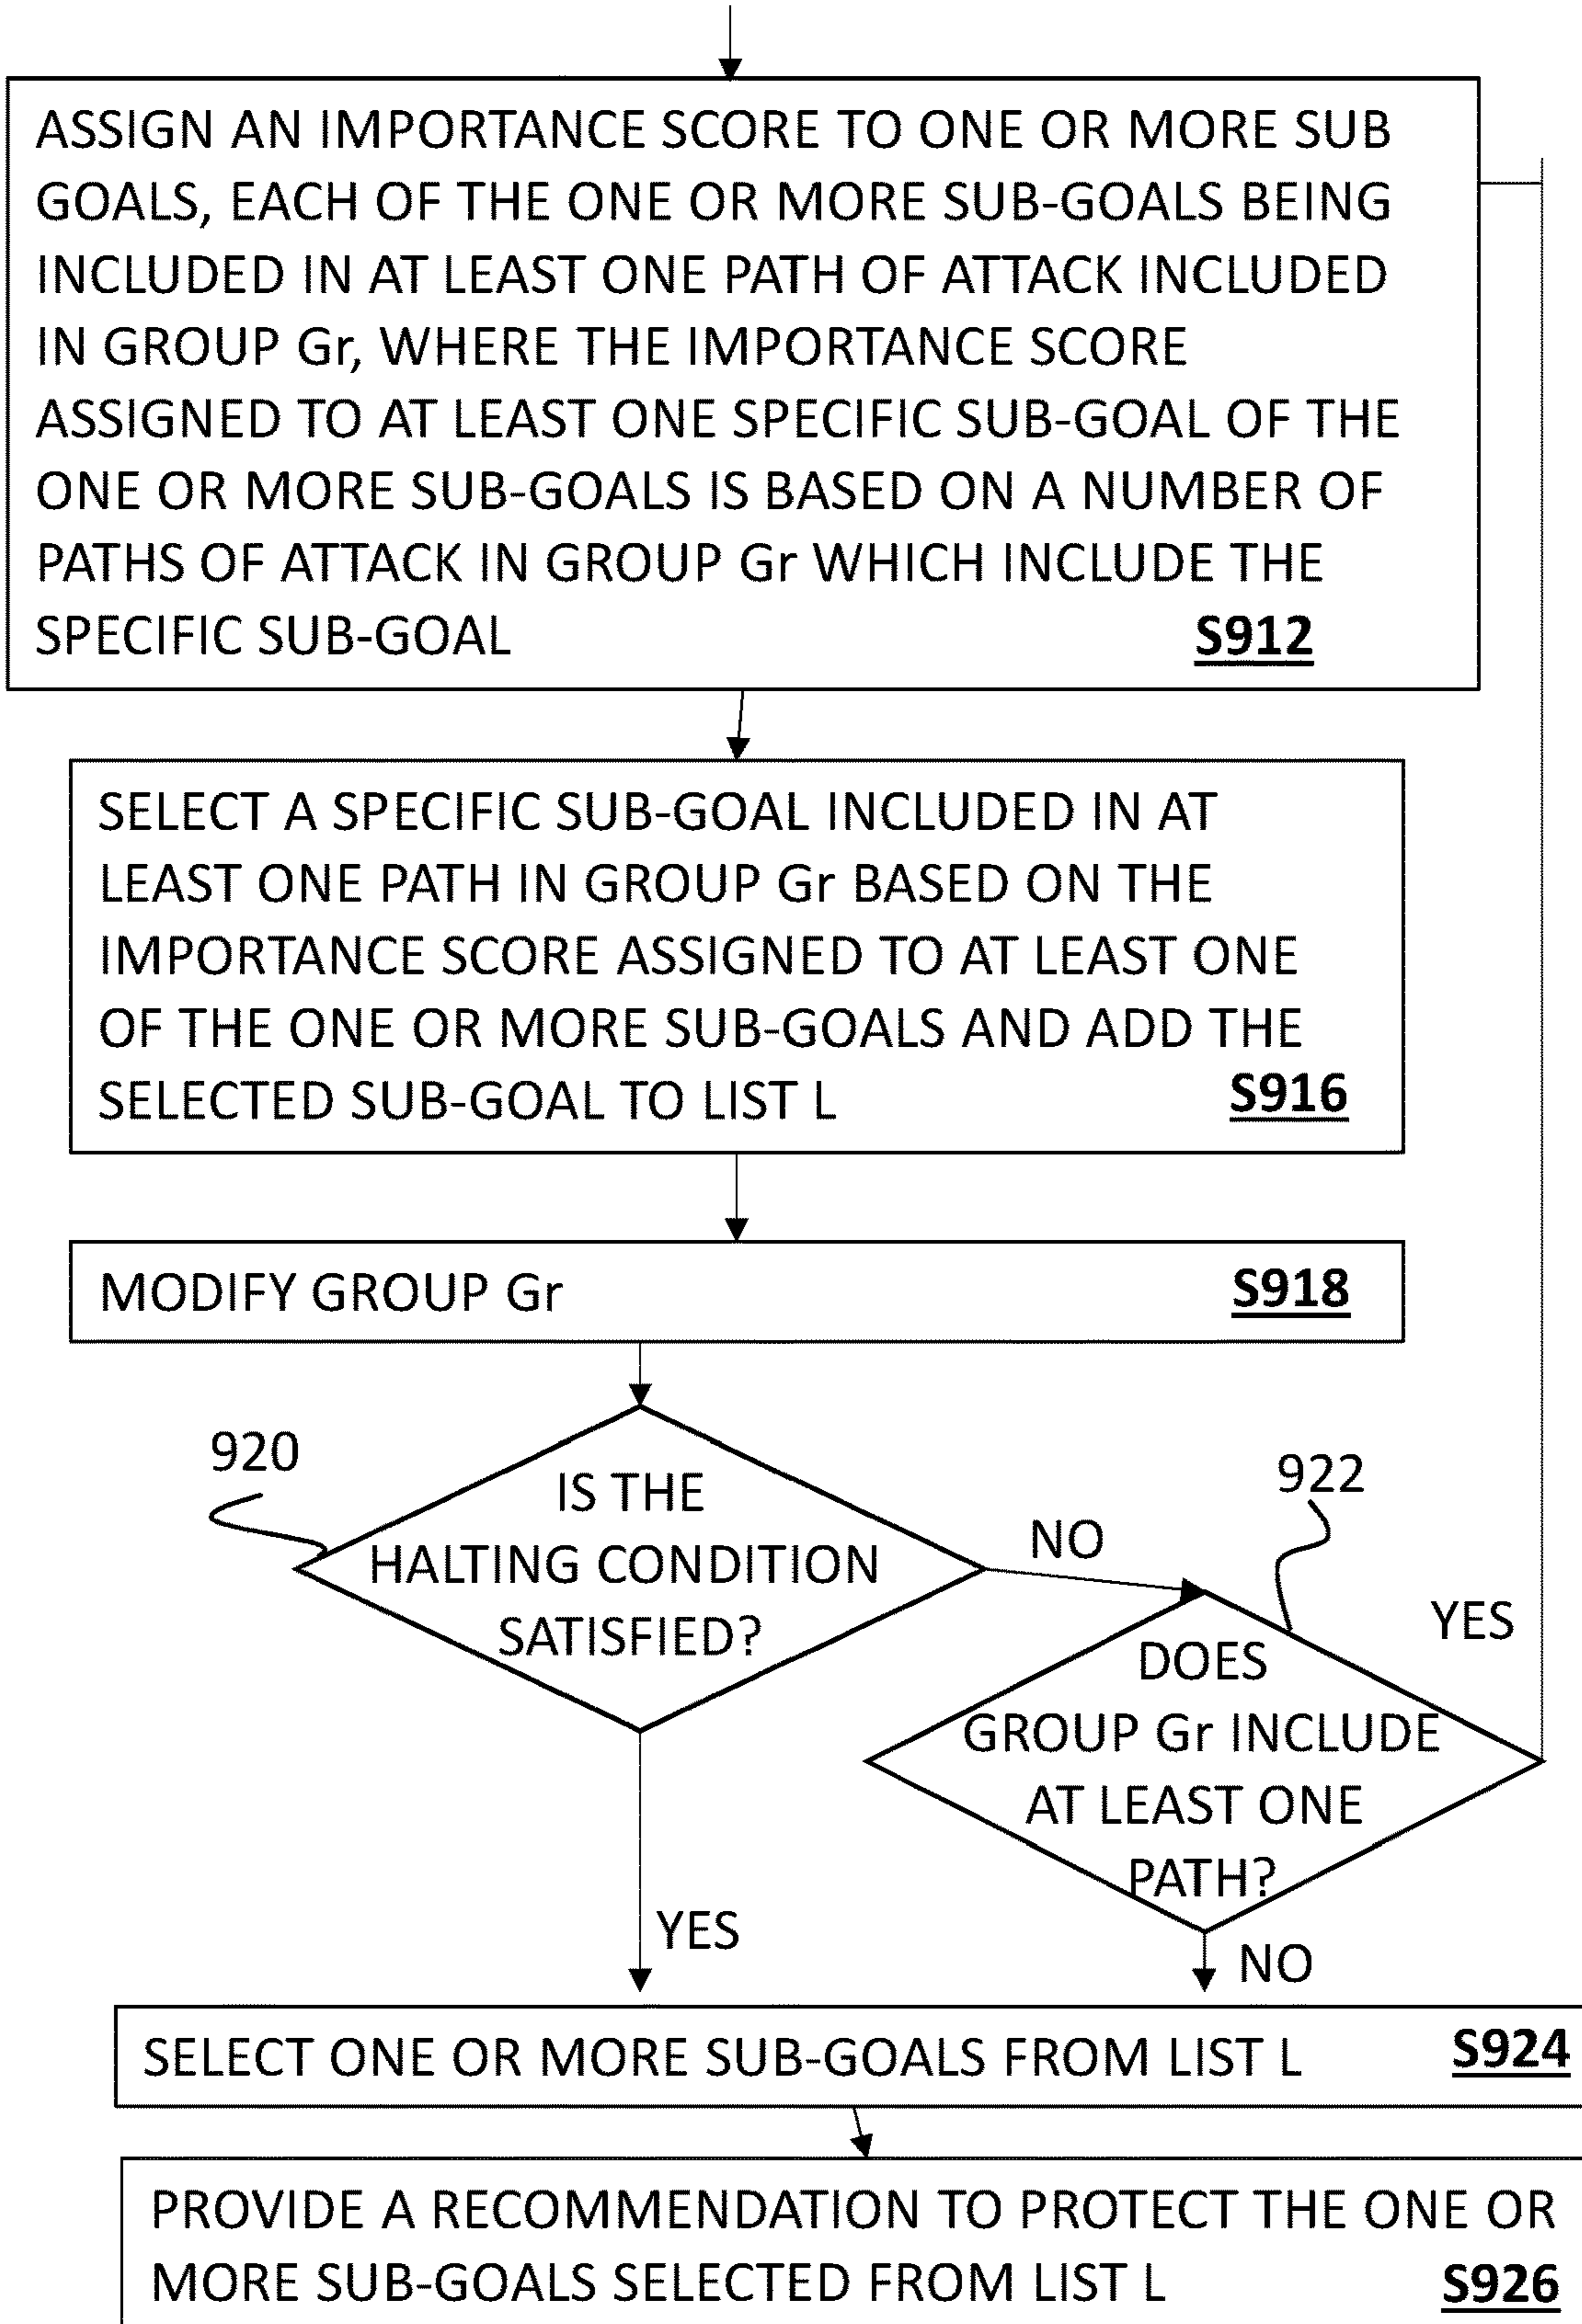 ASSIGN AN IMPORTANCE SCORE TO ONE OR MORE SUB
GOALS, EACH OF THE ONE OR MORE SUB-GOALS BEING
INCLUDED IN AT LEAST ONE PATH OF ATTACK INCLUDED
IN GROUP Gr, WHERE THE IMPORTANCE SCORE
ASSIGNED TO AT LEAST ONE SPECIFIC SUB-GOAL OF THE
ONE OR MORE SUB-GOALS IS BASED ON A NUMBER OF
PATHS OF ATTACK IN GROUP Gr WHICH INCLUDE THE
SPECIFIC SUB-GOAL S912
SELECT A SPECIFIC SUB-GOAL INCLUDED IN AT
LEAST ONE PATH IN GROUP Gr BASED ON THE
IMPORTANCE SCORE ASSIGNED TO AT LEAST ONE
OF THE ONE OR MORE SUB-GOALS AND ADD THE
SELECTED SUB-GOAL TO LIST L S916
MODIFY GROUP Gr S918
920
IS THE
HALTING CONDITION
SATISFIED?
NO
YES
922
DOES
GROUP Gr INCLUDE
AT LEAST ONE
PATH?
YES
NO
SELECT ONE OR MORE SUB-GOALS FROM LIST L S924
PROVIDE A RECOMMENDATION TO PROTECT THE ONE OR
MORE SUB-GOALS SELECTED FROM LIST L S926